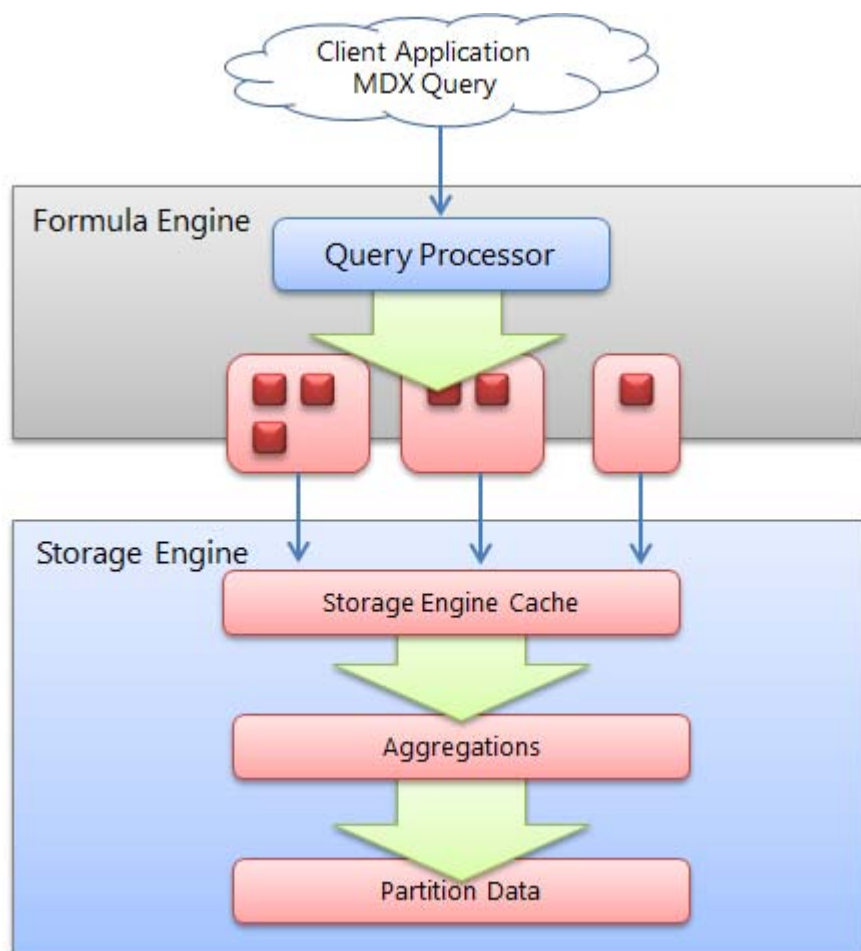 Client Application
MDX Query
Formula Engine
Query Processor
Storage Engine
Storage Engine Cache
Aggregations
Partition Data